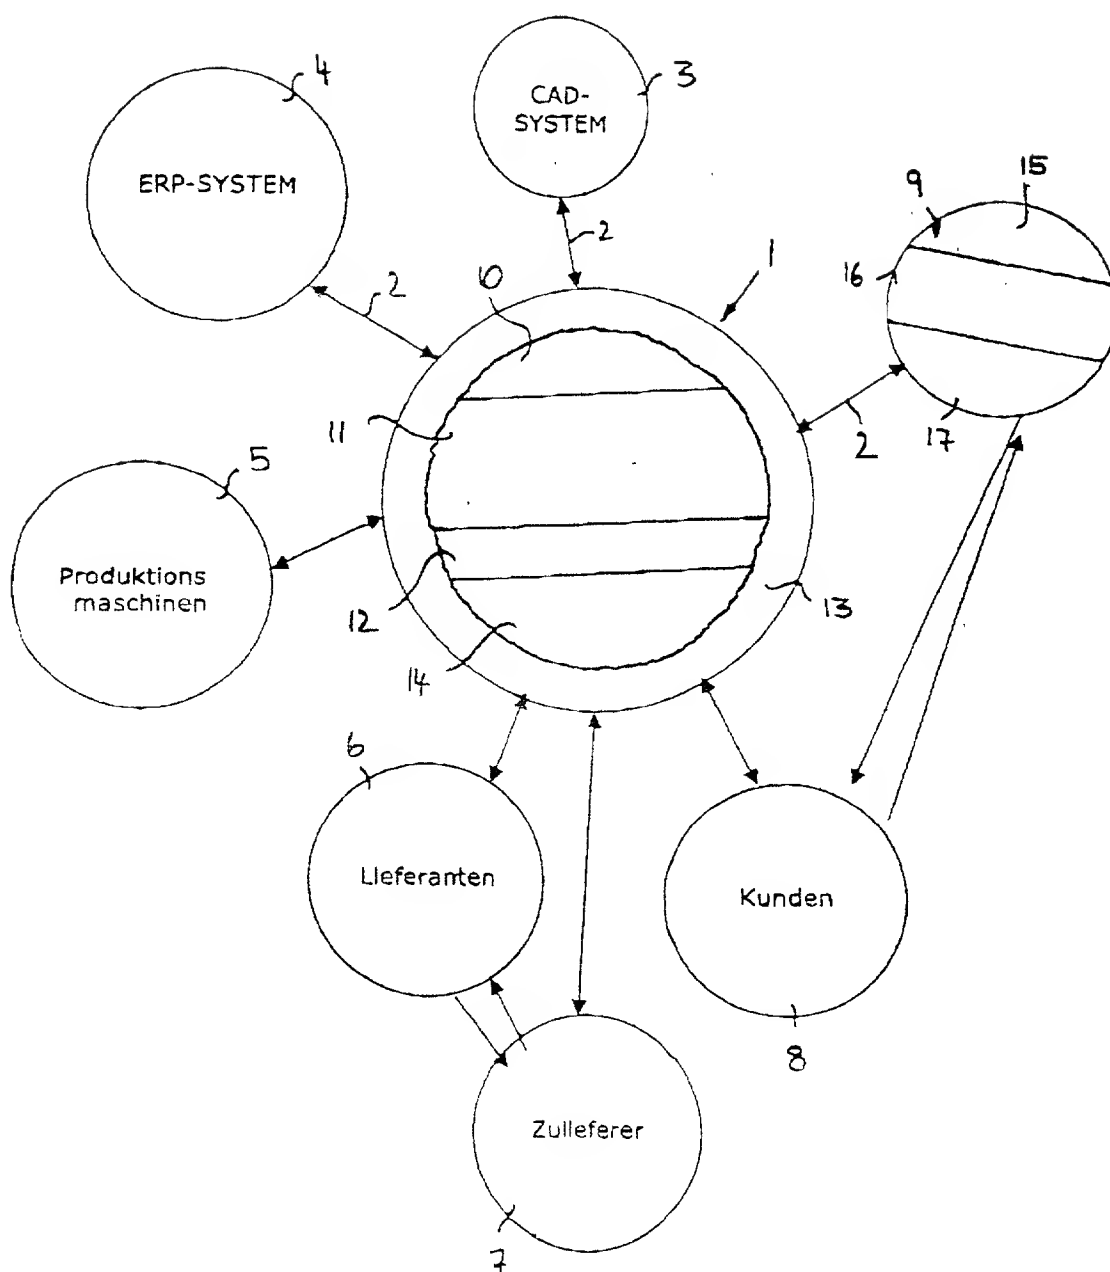 4
CAD-
SYSTEM
3
ERP-SYSTEM
2
2
10
1
9
15
16
11
2
17
5
Produktions
maschinen
12
13
14
6
Lieferanten
Kunden
8
Zulieferer
7